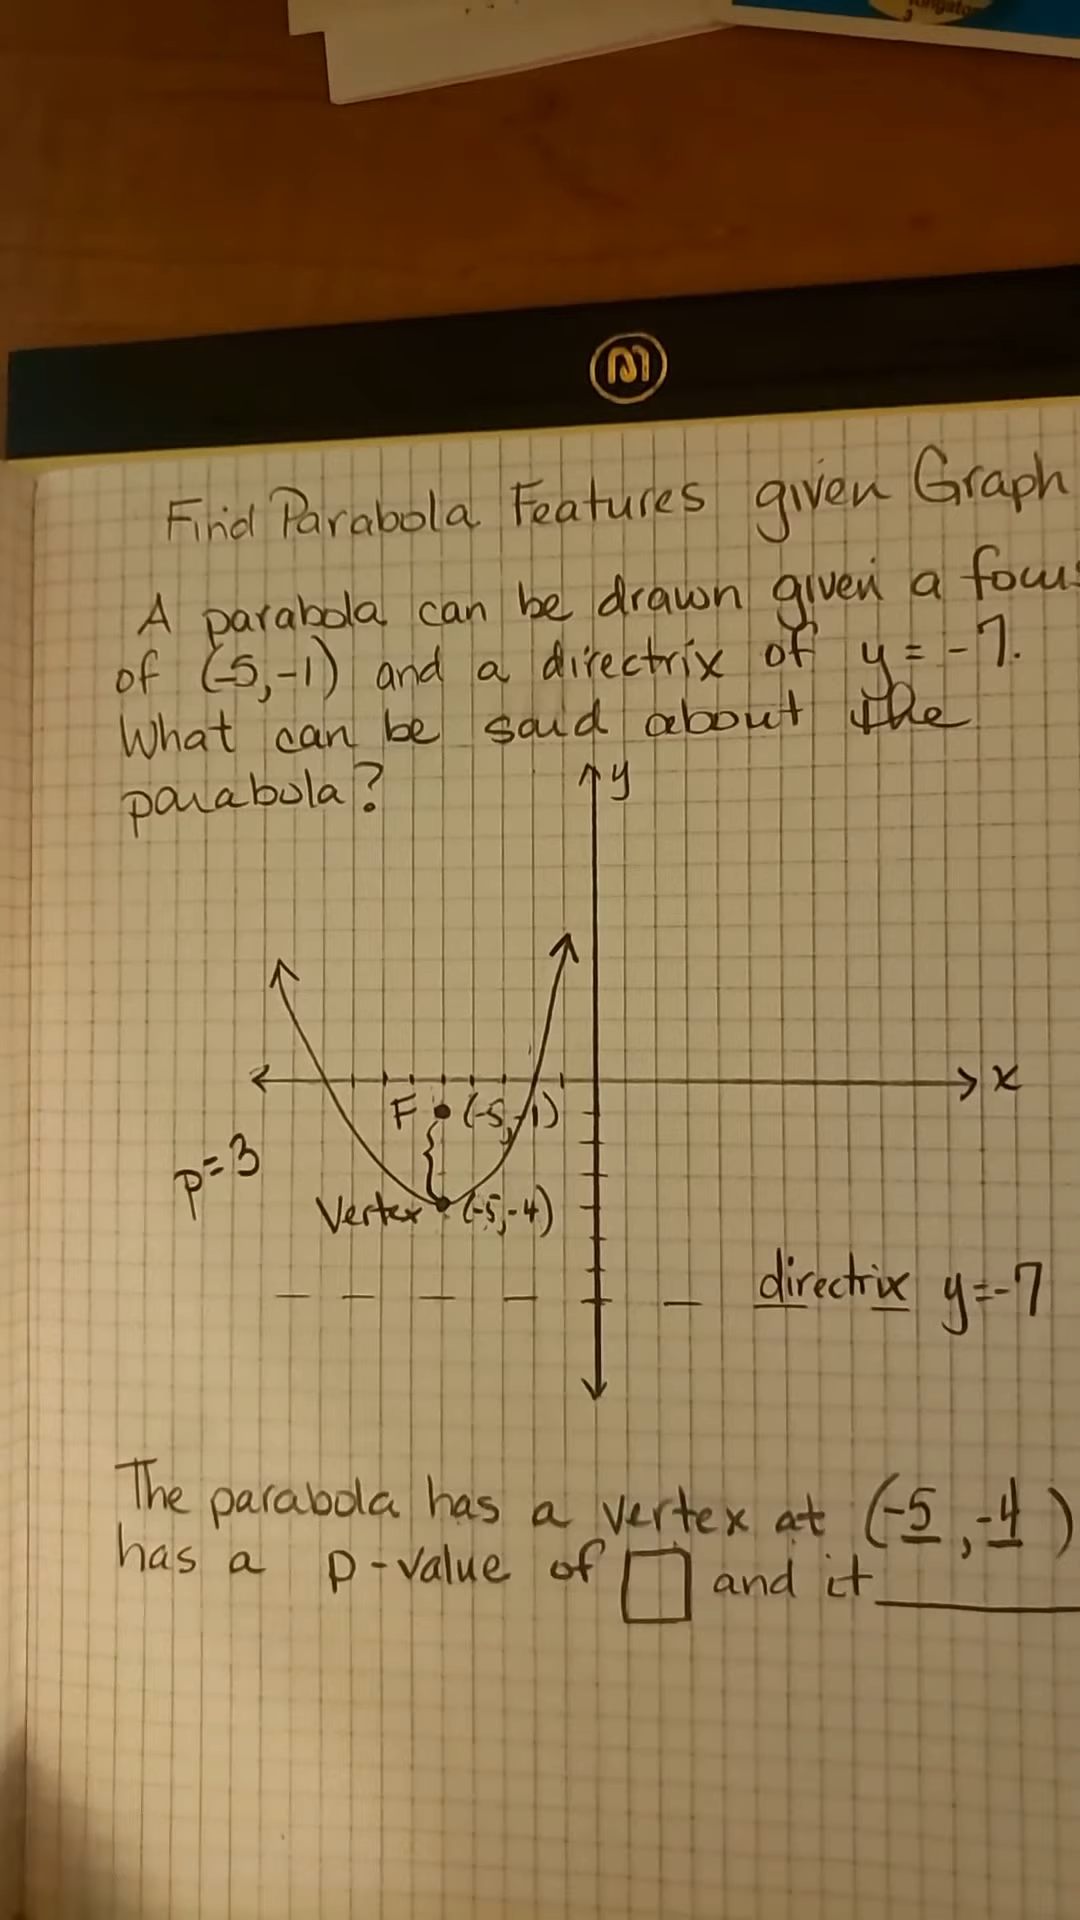 Find Parabola Features given Graph
A parabola can be drawn given a focus
of (-5,-1) and a directrix of y = -7.
What can be said about the
parabola?
y
x
F (-5,-1)
p=3
Vertex (-5,-4)
directrix y=-7
The parabola has a vertex at (-5,-4)
has a p-value of and it